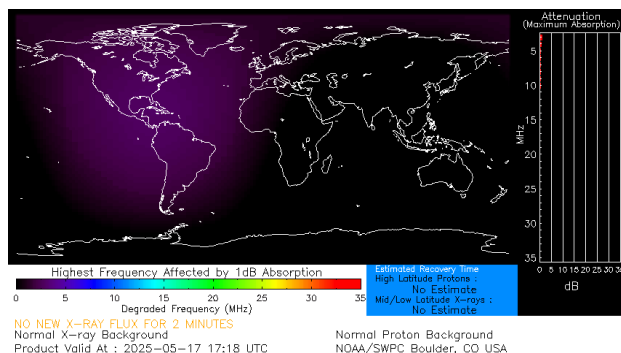 Attenuation
(Maximum Absorption)
5
10
15
20
25
30
35
MHz
0 5 10 15 20 25 30 3
dB
Highest Frequency Affected by 1dB Absorption
0 5 10 15 20 25 30 35
Degraded Frequency (MHz)
Estimated Recovery Time
High Latitude Protons :
No Estimate
Mid/Low Latitude X-rays :
No Estimate
NO NEW X-RAY FLUX FOR 2 MINUTES
Normal X-ray Background
Normal Proton Background
Product Valid At : 2025-05-17 17:18 UTC
NOAA/SWPC Boulder, CO USA